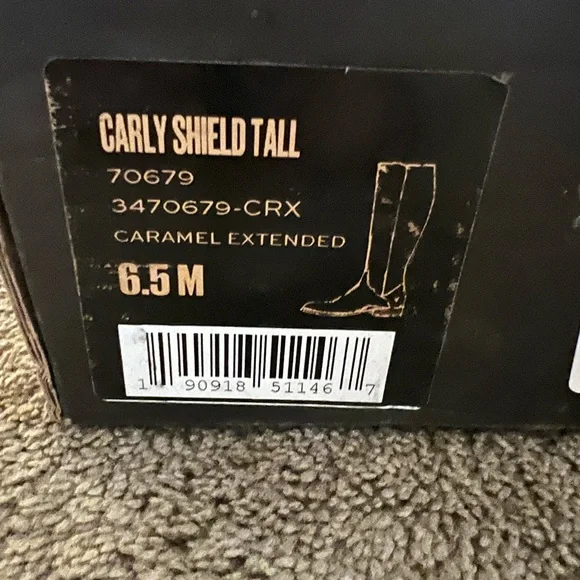 CARLY SHIELD TALL
70679
3470679-CRX
CARAMEL EXTENDED
6.5 M
1 90918 51146 7